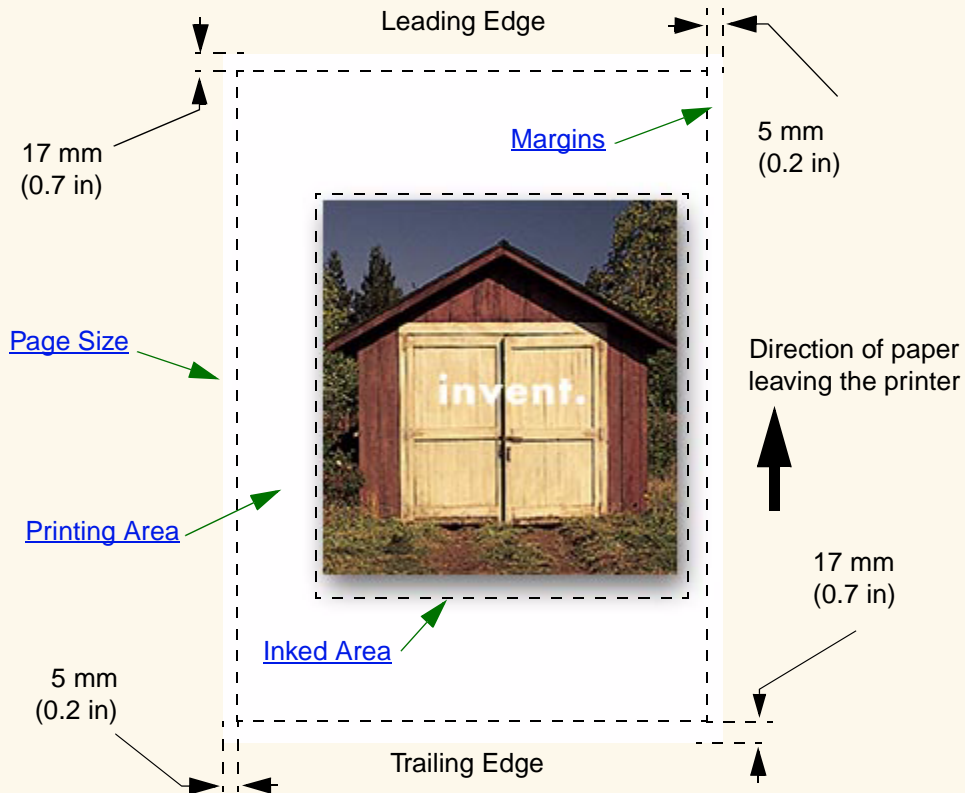 Leading Edge
17 mm
(0.7 in)
Margins
5 mm
(0.2 in)
Page Size
invent.
Direction of paper
leaving the printer
Printing Area
17 mm
(0.7 in)
Inked Area
5 mm
(0.2 in)
Trailing Edge